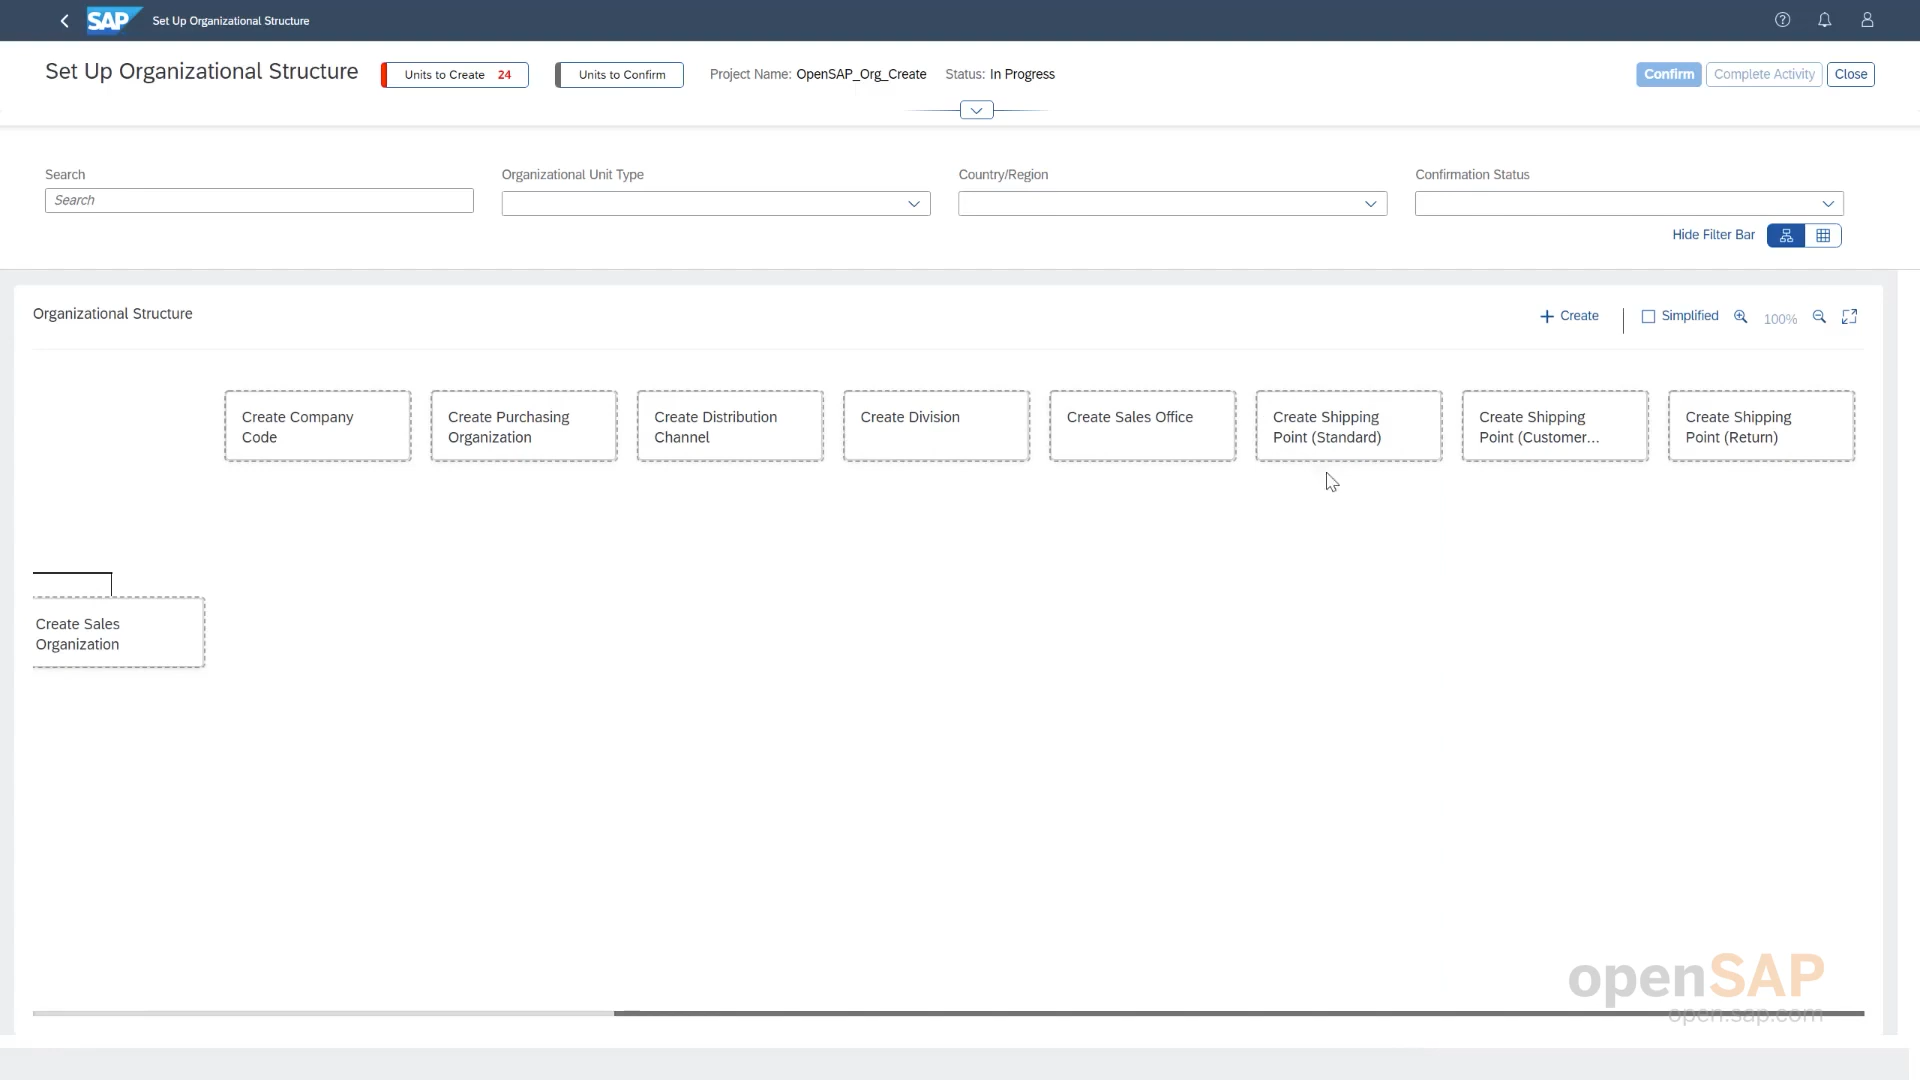 SAP Set Up Organizational Structure
Set Up Organizational Structure
Units to Create 24
Units to Confirm
Project Name: OpenSAP_Org_Create
Status: In Progress
Confirm
Complete Activity
Close
Search
Organizational Unit Type
Country/Region
Confirmation Status
Search
Hide Filter Bar
Organizational Structure
+ Create
Simplified
100%
Create Company
Code
Create Purchasing
Organization
Create Distribution
Channel
Create Division
Create Sales Office
Create Shipping
Point (Standard)
Create Shipping
Point (Customer...
Create Shipping
Point (Return)
Create Sales
Organization
openSAP
open.sap.com